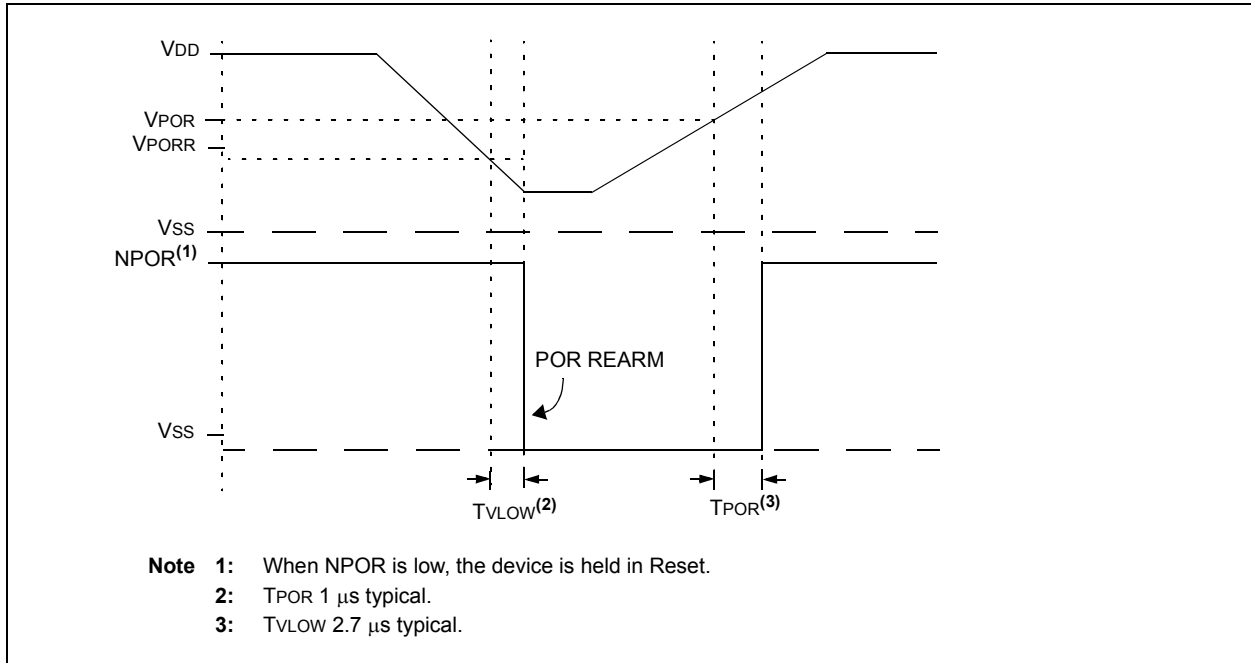 VDD
VPOR
VPORR
VSS
NPOR(1)
POR REARM
VSS
TVLOW(2)
TPOR(3)
Note 1: When NPOR is low, the device is held in Reset.
2: TPOR 1 μs typical.
3: TVLOW 2.7 μs typical.